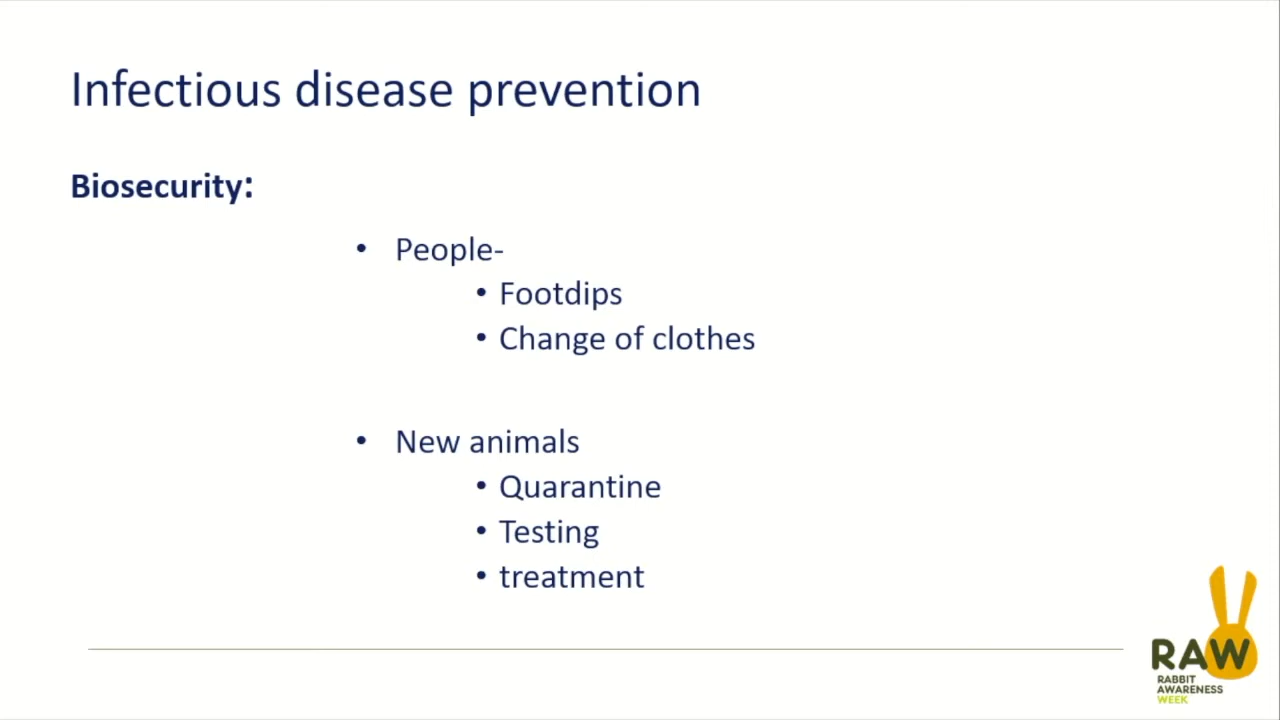 Infectious disease prevention
Biosecurity:
• People-
• Footdips
• Change of clothes
• New animals
• Quarantine
• Testing
• treatment
RAW
RABBIT
AWARENESS
WEEK